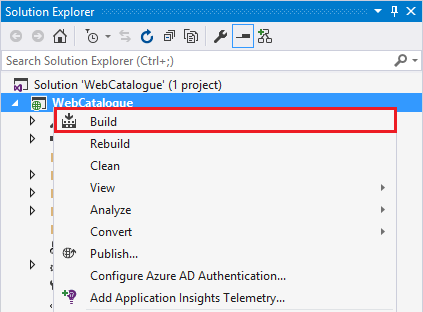 Solution Explorer
Search Solution Explorer (Ctrl+;)
Solution 'WebCatalogue' (1 project)
WebCatalogue
Build
Rebuild
Clean
View
Analyze
Convert
Publish...
Configure Azure AD Authentication...
Add Application Insights Telemetry...